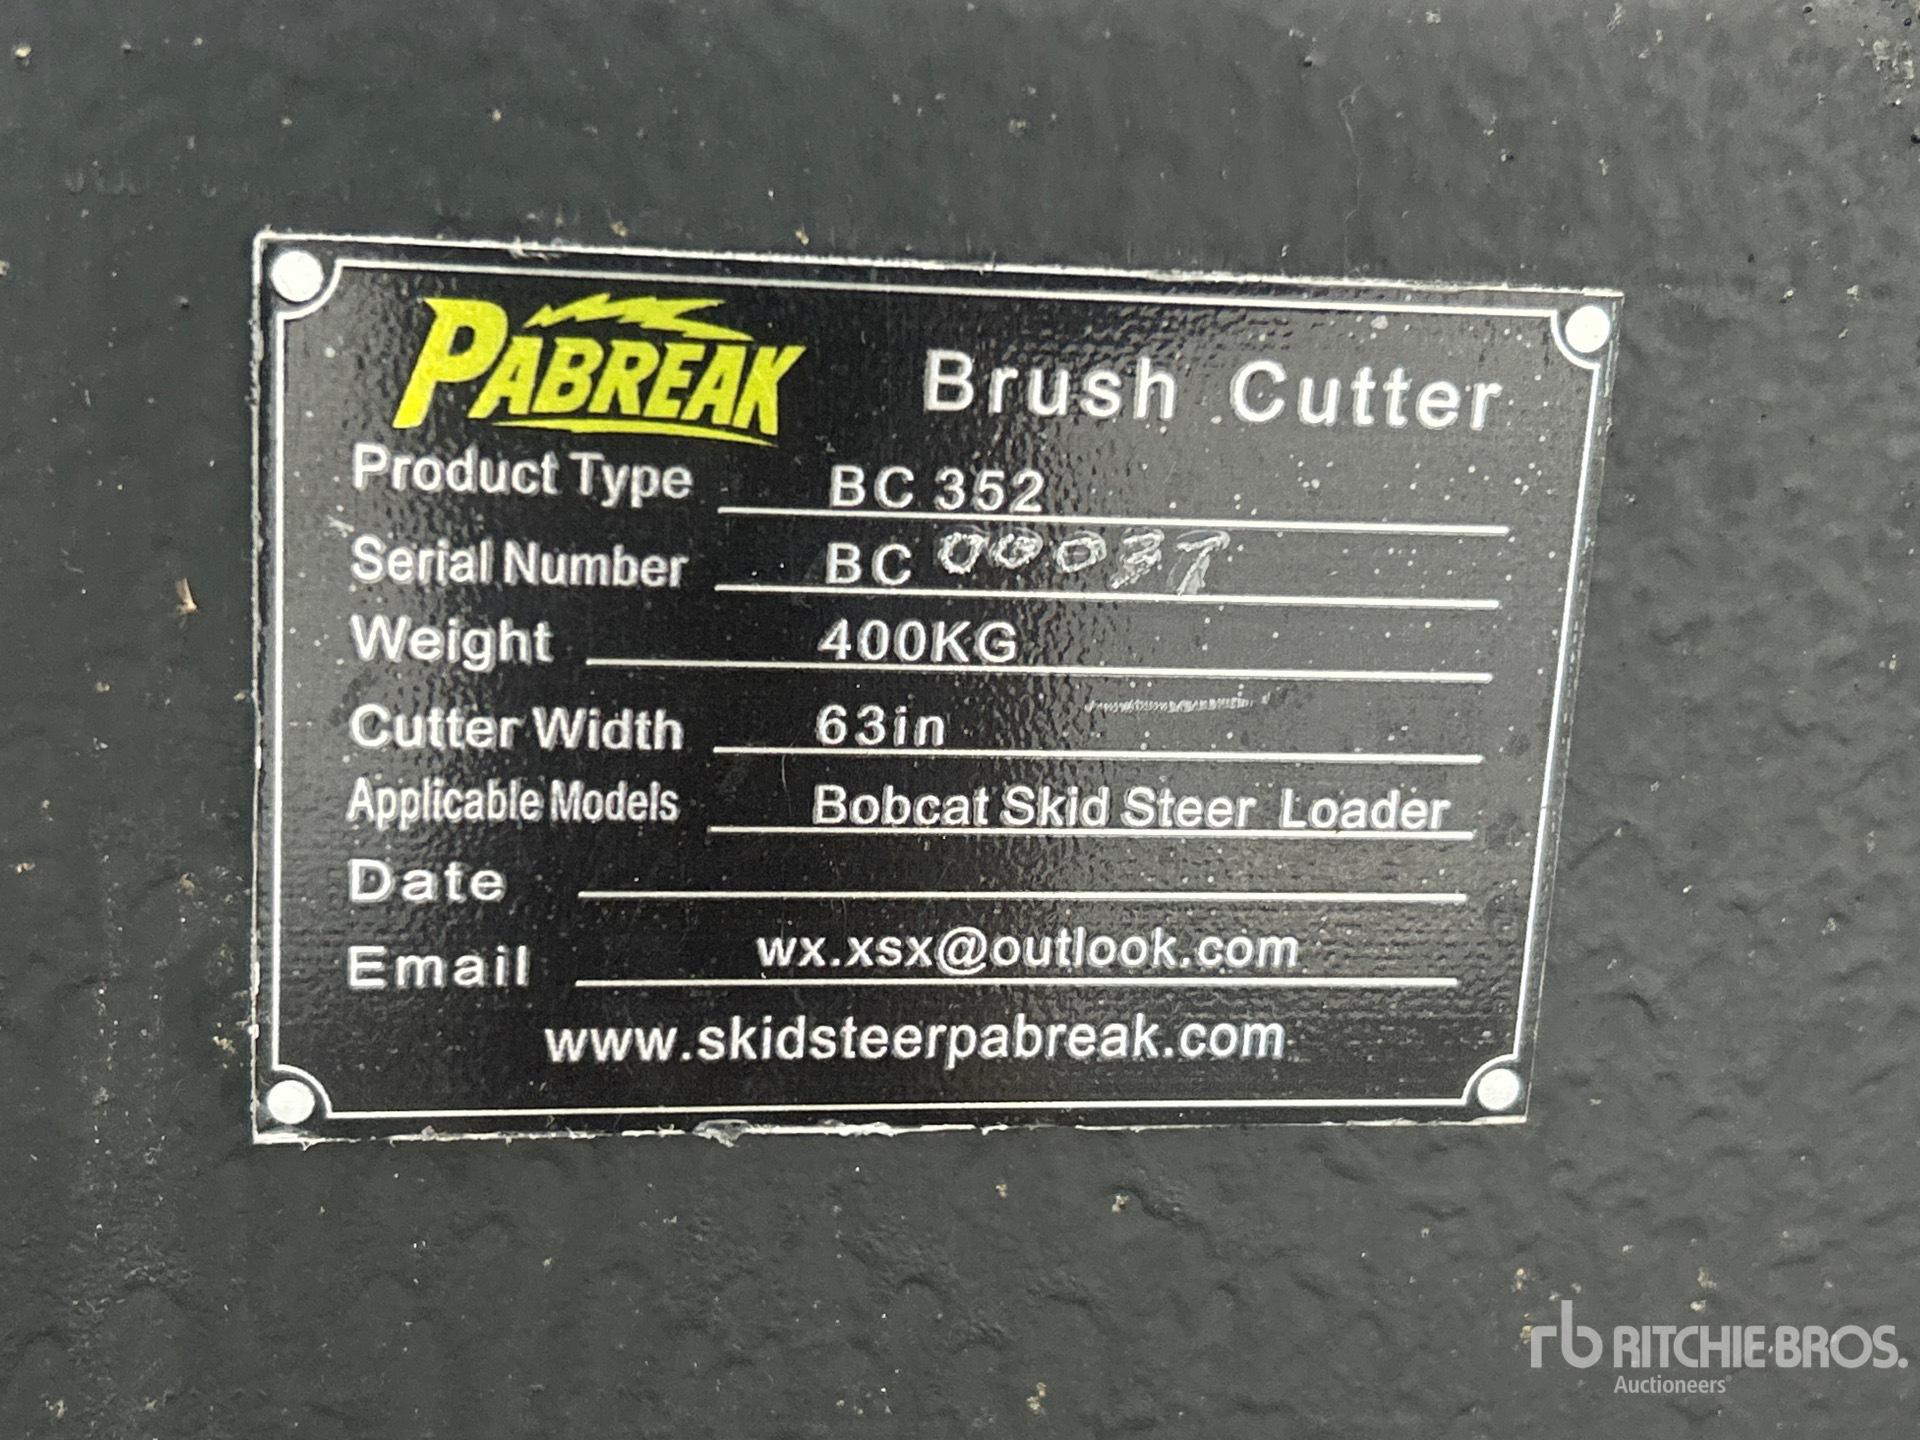 PABREAK Brush Cutter
Product Type BC 352
Serial Number BC 00037
Weight 400KG
Cutter Width 63in
Applicable Models Bobcat Skid Steer Loader
Date
Email wx.xsx@outlook.com
www.skidsteerpabreak.com
rb RITCHIE BROS.
Auctioneers